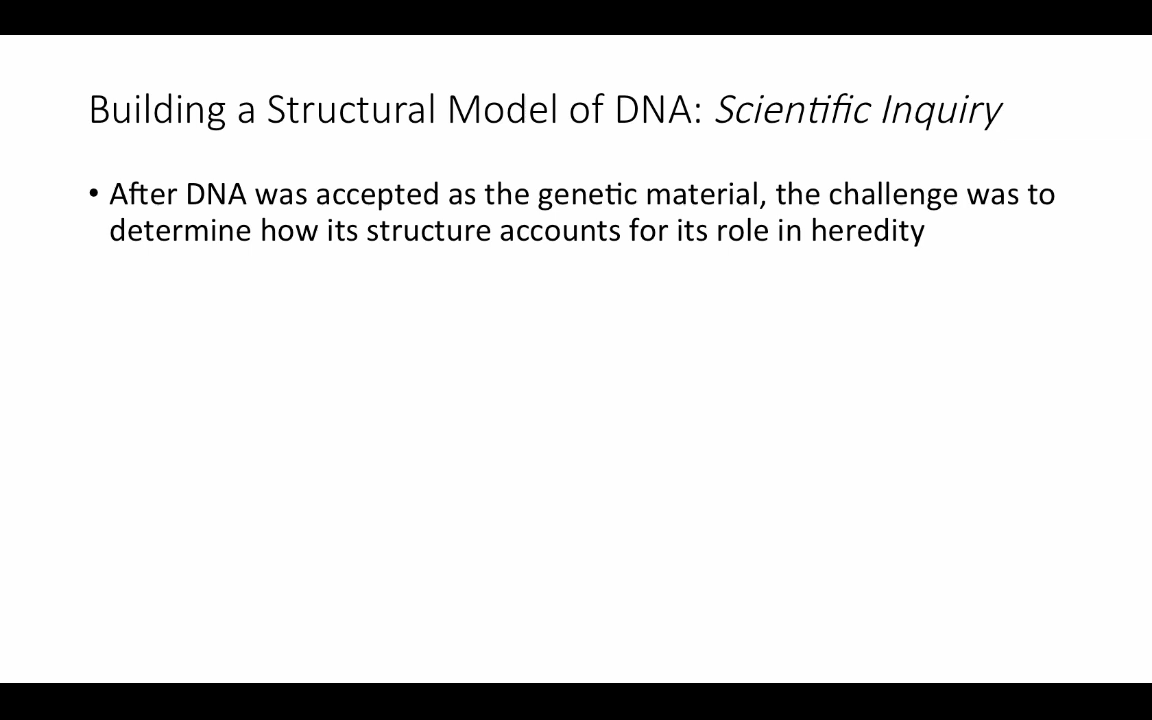 Building a Structural Model of DNA: Scientific Inquiry
• After DNA was accepted as the genetic material, the challenge was to
determine how its structure accounts for its role in heredity